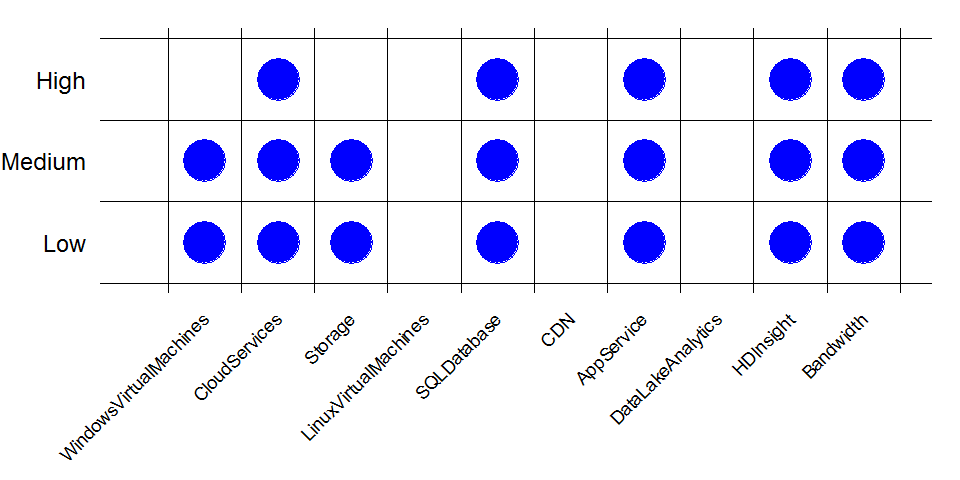 High
Medium
Low
WindowsVirtualMachines
CloudServices
Storage
LinuxVirtualMachines
SQLDatabase
CDN
AppService
DataLakeAnalytics
HDInsight
Bandwidth